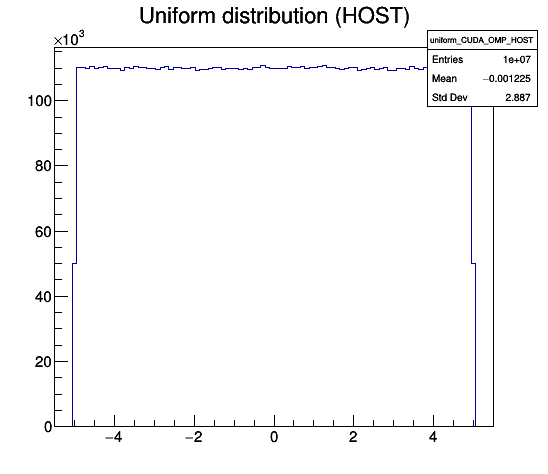 Uniform distribution (HOST)
×10³
uniform_CUDA_OMP_HOST
Entries 1e+07
Mean −0.001225
Std Dev 2.887
100
80
60
40
20
0
−4 −2 0 2 4